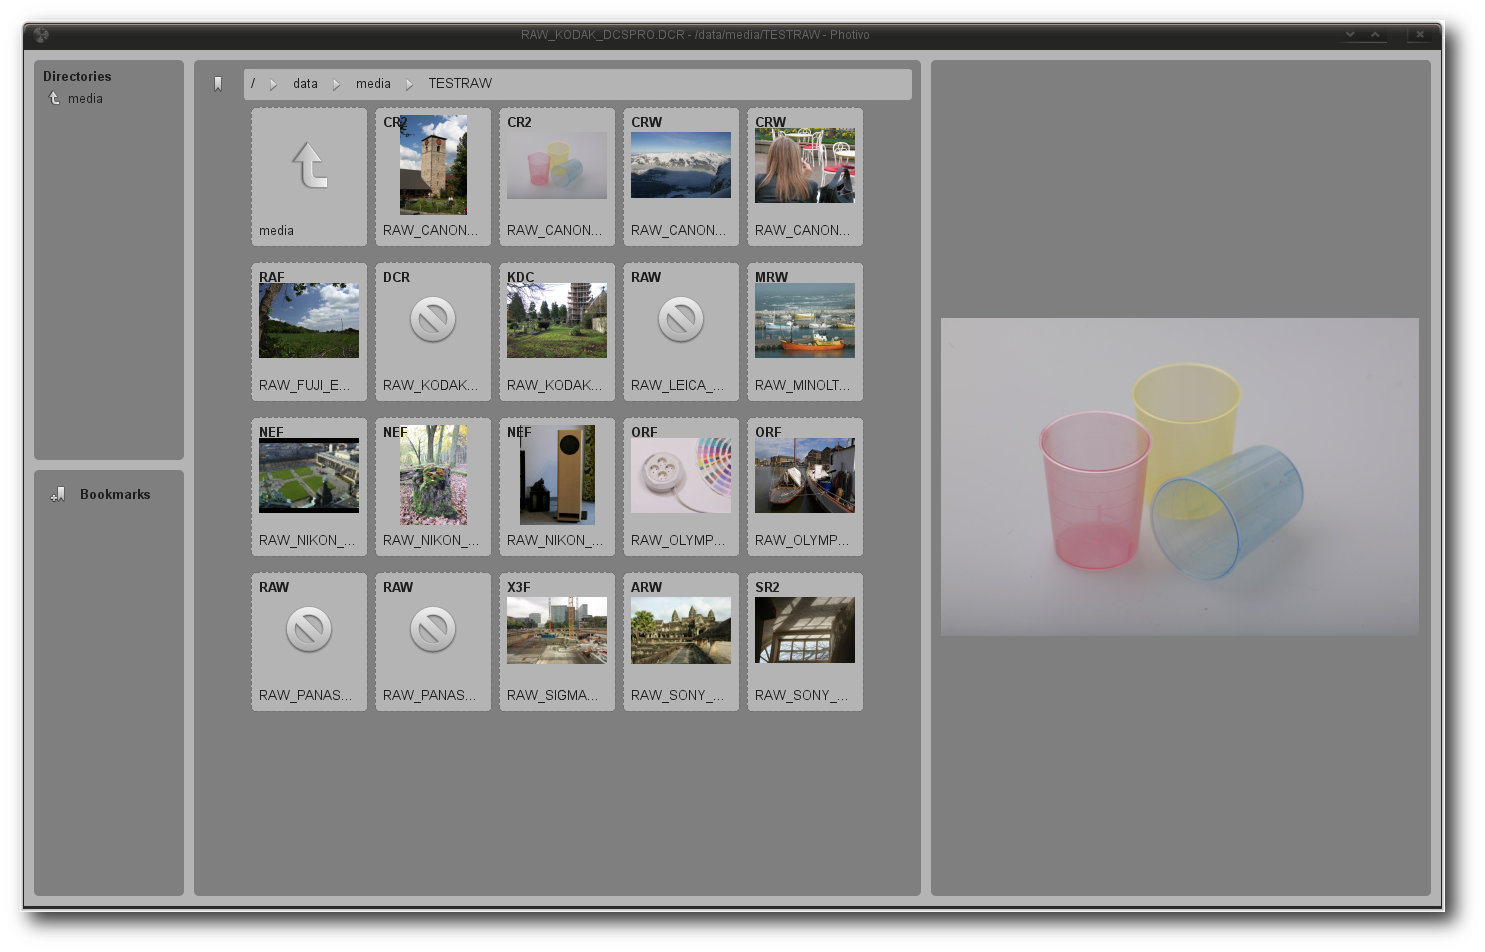 RAW_KODAK_DCSPRO.DCR - /data/media/TESTRAW - Photivo
Directories
media
/ data media TESTRAW
CR2 CR2 CRW CRW
media RAW_CANON... RAW_CANON... RAW_CANON... RAW_CANON...
RAF DCR KDC RAW MRW
RAW_FUJI_E... RAW_KODAK... RAW_KODAK... RAW_LEICA_... RAW_MINOLT...
Bookmarks
NEF NEF NEF ORF ORF
RAW_NIKON_... RAW_NIKON_... RAW_NIKON_... RAW_OLYMP... RAW_OLYMP...
RAW RAW X3F ARW SR2
RAW_PANAS... RAW_PANAS... RAW_SIGMA... RAW_SONY_... RAW_SONY_...